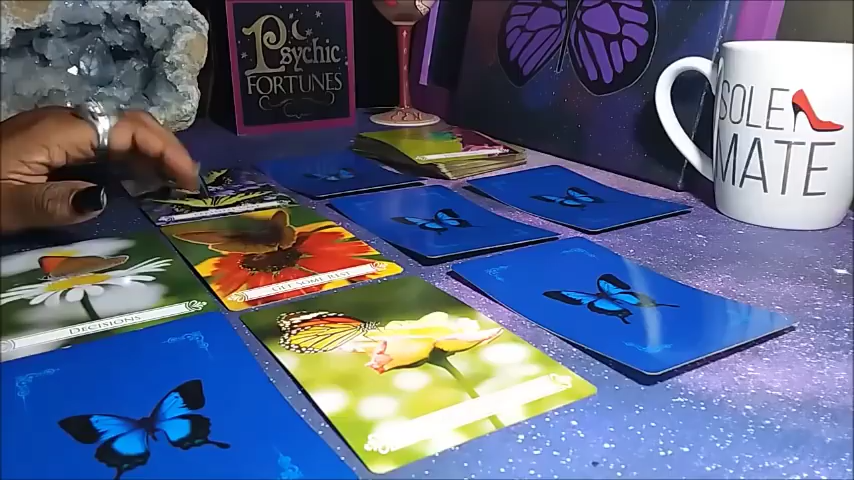 Psychic
FORTUNES
SOLE
MATE
GET SOME REST
DECISIONS